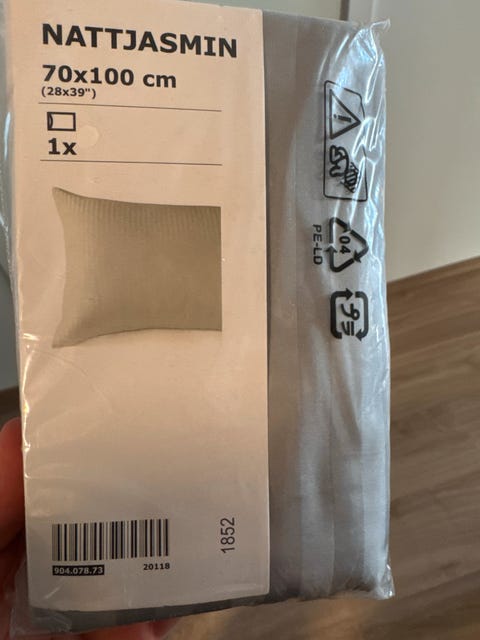 NATTJASMIN
70x100 cm
(28x39")
1x
904.078.73
20118
1852
04
PE-LD